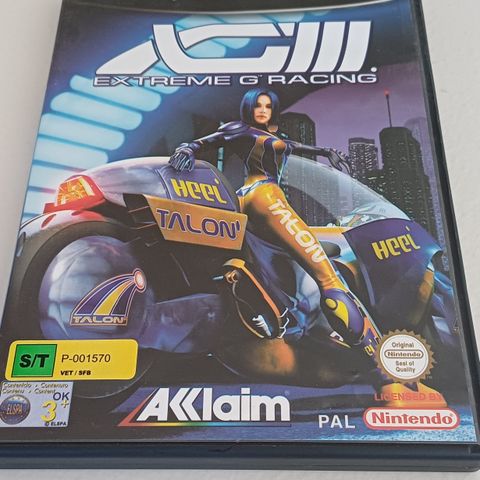 XGIII.
EXTREME G RACING
HEEL
TALON
TALON
HEEL
TALON
S/T
P-001570
VET / SFB
Original
Nintendo
Seal of
Quality
OK
ELSPA
3+
© ELSPA
AKKlaim
PAL
LICENSED BY
Nintendo